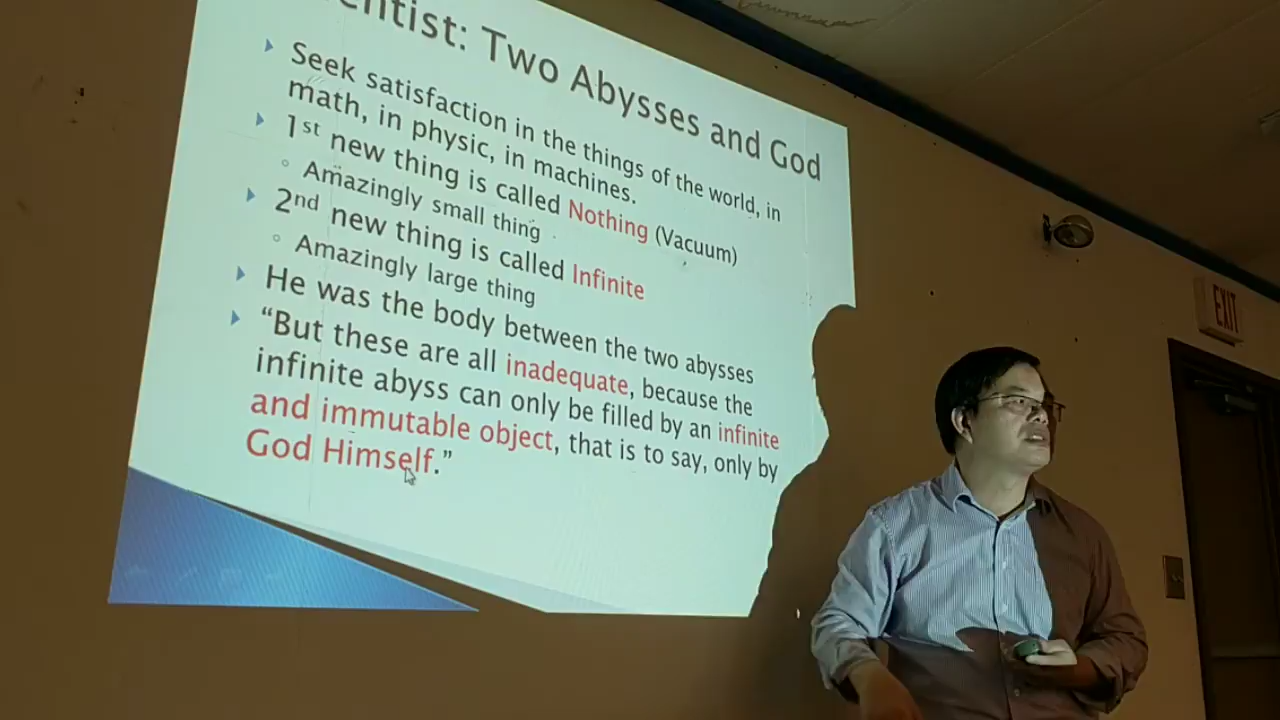 entist: Two Abysses and God
Seek satisfaction in the things of the world, in
math, in physic, in machines.
1st new thing is called Nothing (Vacuum)
Amazingly small thing
2nd new thing is called Infinite
Amazingly large thing
He was the body between the two abysses
“But these are all inadequate, because the
infinite abyss can only be filled by an infinite
and immutable object, that is to say, only by
God Himself.”
EXIT